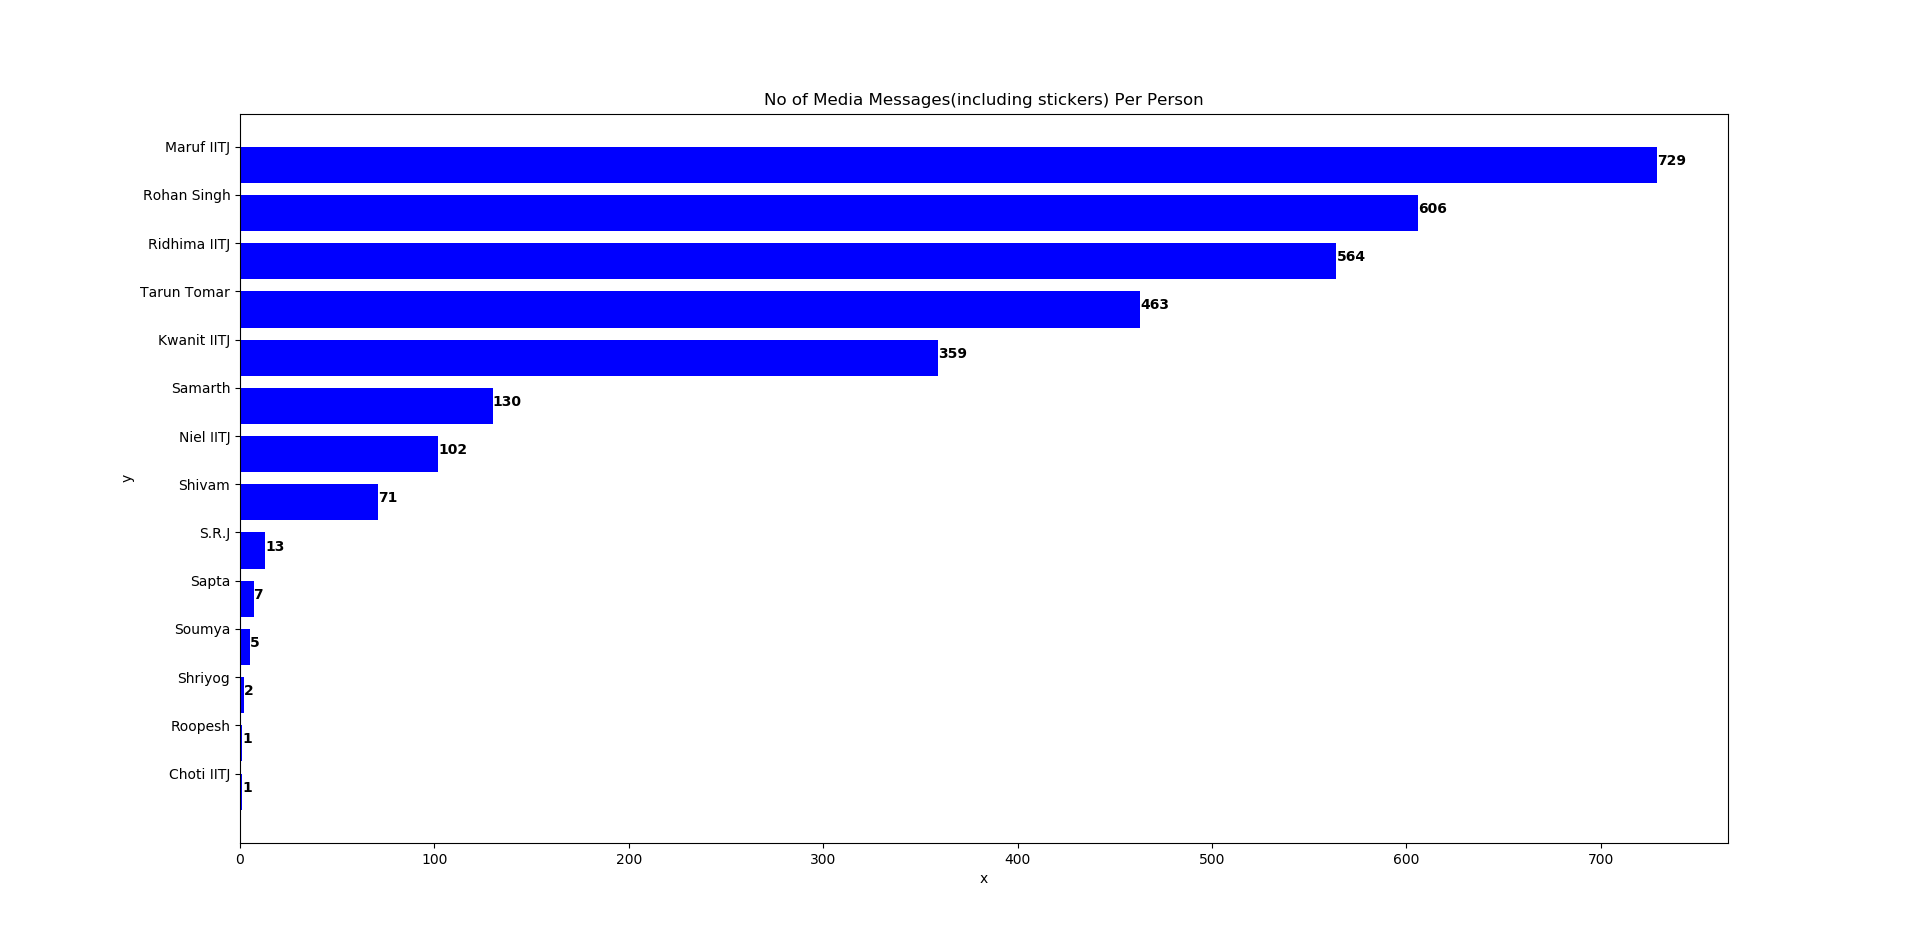 No of Media Messages(including stickers) Per Person
Maruf IITJ 729
Rohan Singh 606
Ridhima IITJ 564
Tarun Tomar 463
Kwanit IITJ 359
Samarth 130
Niel IITJ 102
y
Shivam 71
S.R.J 13
Sapta 7
Soumya 5
Shriyog 2
Roopesh 1
Choti IITJ 1
0 100 200 300 400 500 600 700
x